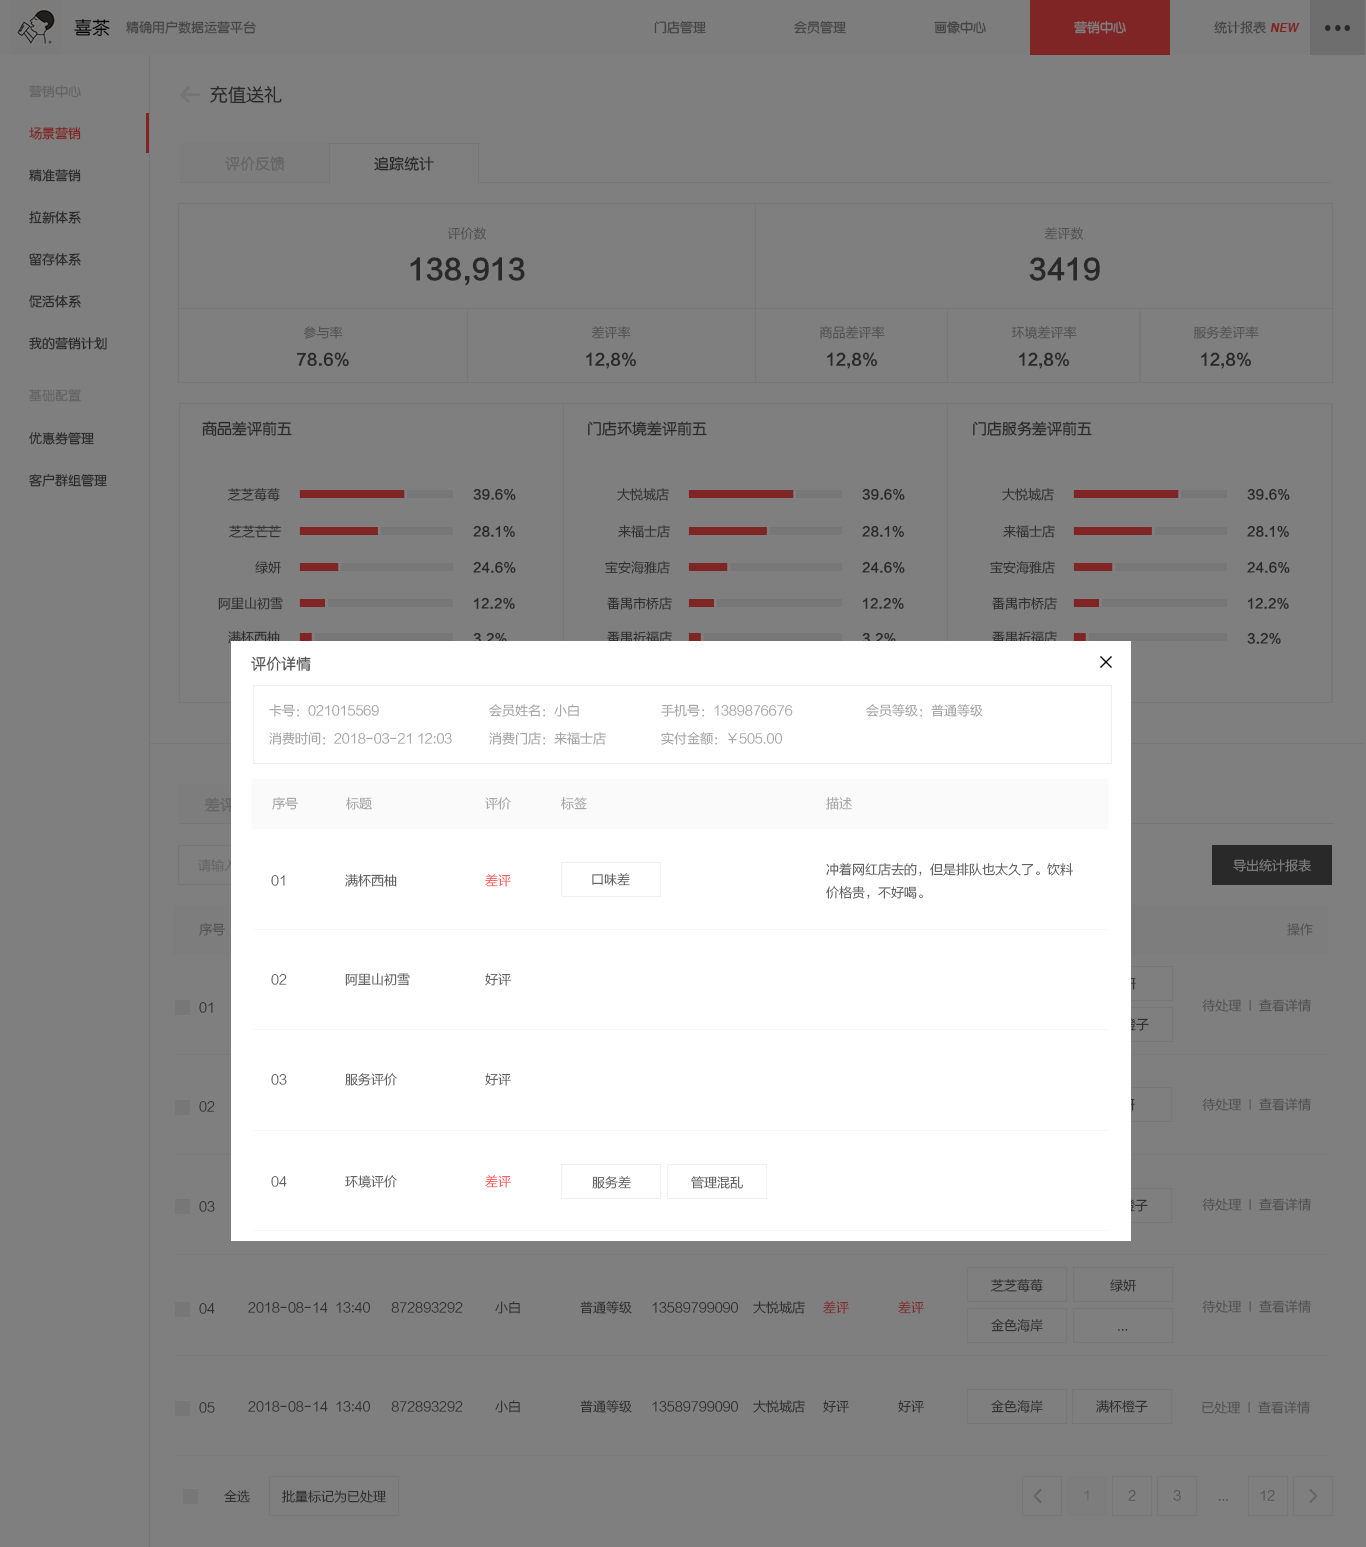 喜茶 精确用户数据运营平台 门店管理 会员管理 画像中心 营销中心 统计报表 NEW
营销中心
场景营销
精准营销
拉新体系
留存体系
促活体系
我的营销计划
基础配置
优惠券管理
客户群组管理
充值送礼
评价反馈 追踪统计
评价数 差评数
138,913 3419
参与率 差评率 商品差评率 环境差评率 服务差评率
78.6% 12,8% 12,8% 12,8% 12,8%
商品差评前五 门店环境差评前五 门店服务差评前五
芝芝莓莓 39.6% 大悦城店 39.6% 大悦城店 39.6%
芝芝芒芒 28.1% 来福士店 28.1% 来福士店 28.1%
绿妍 24.6% 宝安海雅店 24.6% 宝安海雅店 24.6%
阿里山初雪 12.2% 番禺市桥店 12.2% 番禺市桥店 12.2%
满杯西柚 3.2% 番禺祈福店 3.2% 番禺祈福店 3.2%
评价详情
卡号：021015569 会员姓名：小白 手机号：1389876676 会员等级：普通等级
消费时间：2018-03-21 12:03 消费门店：来福士店 实付金额：￥505.00
序号 标题 评价 标签 描述
01 满杯西柚 差评 口味差 冲着网红店去的，但是排队也太久了。饮料
价格贵，不好喝。
02 阿里山初雪 好评
03 服务评价 好评
04 环境评价 差评 服务差 管理混乱
差评
请输入
导出统计报表
序号 操作
01 妍 待处理 | 查看详情
橙子
02 妍 待处理 | 查看详情
03 橙子 待处理 | 查看详情
04 2018-08-14 13:40 872893292 小白 普通等级 13589799090 大悦城店 差评 差评 芝芝莓莓 绿妍 待处理 | 查看详情
金色海岸 ...
05 2018-08-14 13:40 872893292 小白 普通等级 13589799090 大悦城店 好评 好评 金色海岸 满杯橙子 已处理 | 查看详情
全选 批量标记为已处理 1 2 3 ... 12